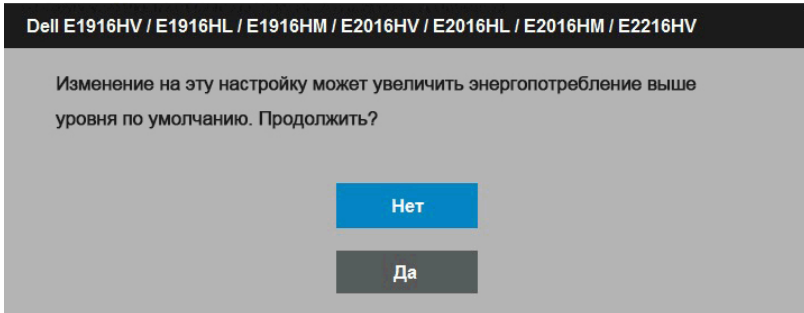 Dell E1916HV / E1916HL / E1916HM / E2016HV / E2016HL / E2016HM / E2216HV
Изменение на эту настройку может увеличить энергопотребление выше
уровня по умолчанию. Продолжить?
Нет
Да